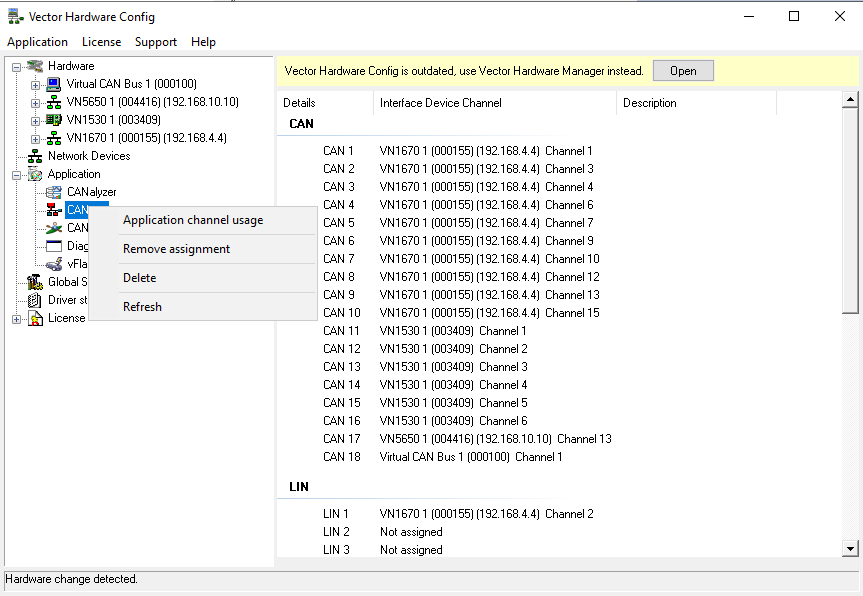 Vector Hardware Config
Application License Support Help
Hardware
Virtual CAN Bus 1 (000100)
VN5650 1 (004416) (192.168.10.10)
VN1530 1 (003409)
VN1670 1 (000155) (192.168.4.4)
Network Devices
Application
CANalyzer
CAN
CAN
Diag
vFla
Global S
Driver st
License
Application channel usage
Remove assignment
Delete
Refresh
Vector Hardware Config is outdated, use Vector Hardware Manager instead. Open
Details Interface Device Channel Description
CAN
CAN 1 VN1670 1 (000155) (192.168.4.4) Channel 1
CAN 2 VN1670 1 (000155) (192.168.4.4) Channel 3
CAN 3 VN1670 1 (000155) (192.168.4.4) Channel 4
CAN 4 VN1670 1 (000155) (192.168.4.4) Channel 6
CAN 5 VN1670 1 (000155) (192.168.4.4) Channel 7
CAN 6 VN1670 1 (000155) (192.168.4.4) Channel 9
CAN 7 VN1670 1 (000155) (192.168.4.4) Channel 10
CAN 8 VN1670 1 (000155) (192.168.4.4) Channel 12
CAN 9 VN1670 1 (000155) (192.168.4.4) Channel 13
CAN 10 VN1670 1 (000155) (192.168.4.4) Channel 15
CAN 11 VN1530 1 (003409) Channel 1
CAN 12 VN1530 1 (003409) Channel 2
CAN 13 VN1530 1 (003409) Channel 3
CAN 14 VN1530 1 (003409) Channel 4
CAN 15 VN1530 1 (003409) Channel 5
CAN 16 VN1530 1 (003409) Channel 6
CAN 17 VN5650 1 (004416) (192.168.10.10) Channel 13
CAN 18 Virtual CAN Bus 1 (000100) Channel 1
LIN
LIN 1 VN1670 1 (000155) (192.168.4.4) Channel 2
LIN 2 Not assigned
LIN 3 Not assigned
Hardware change detected.